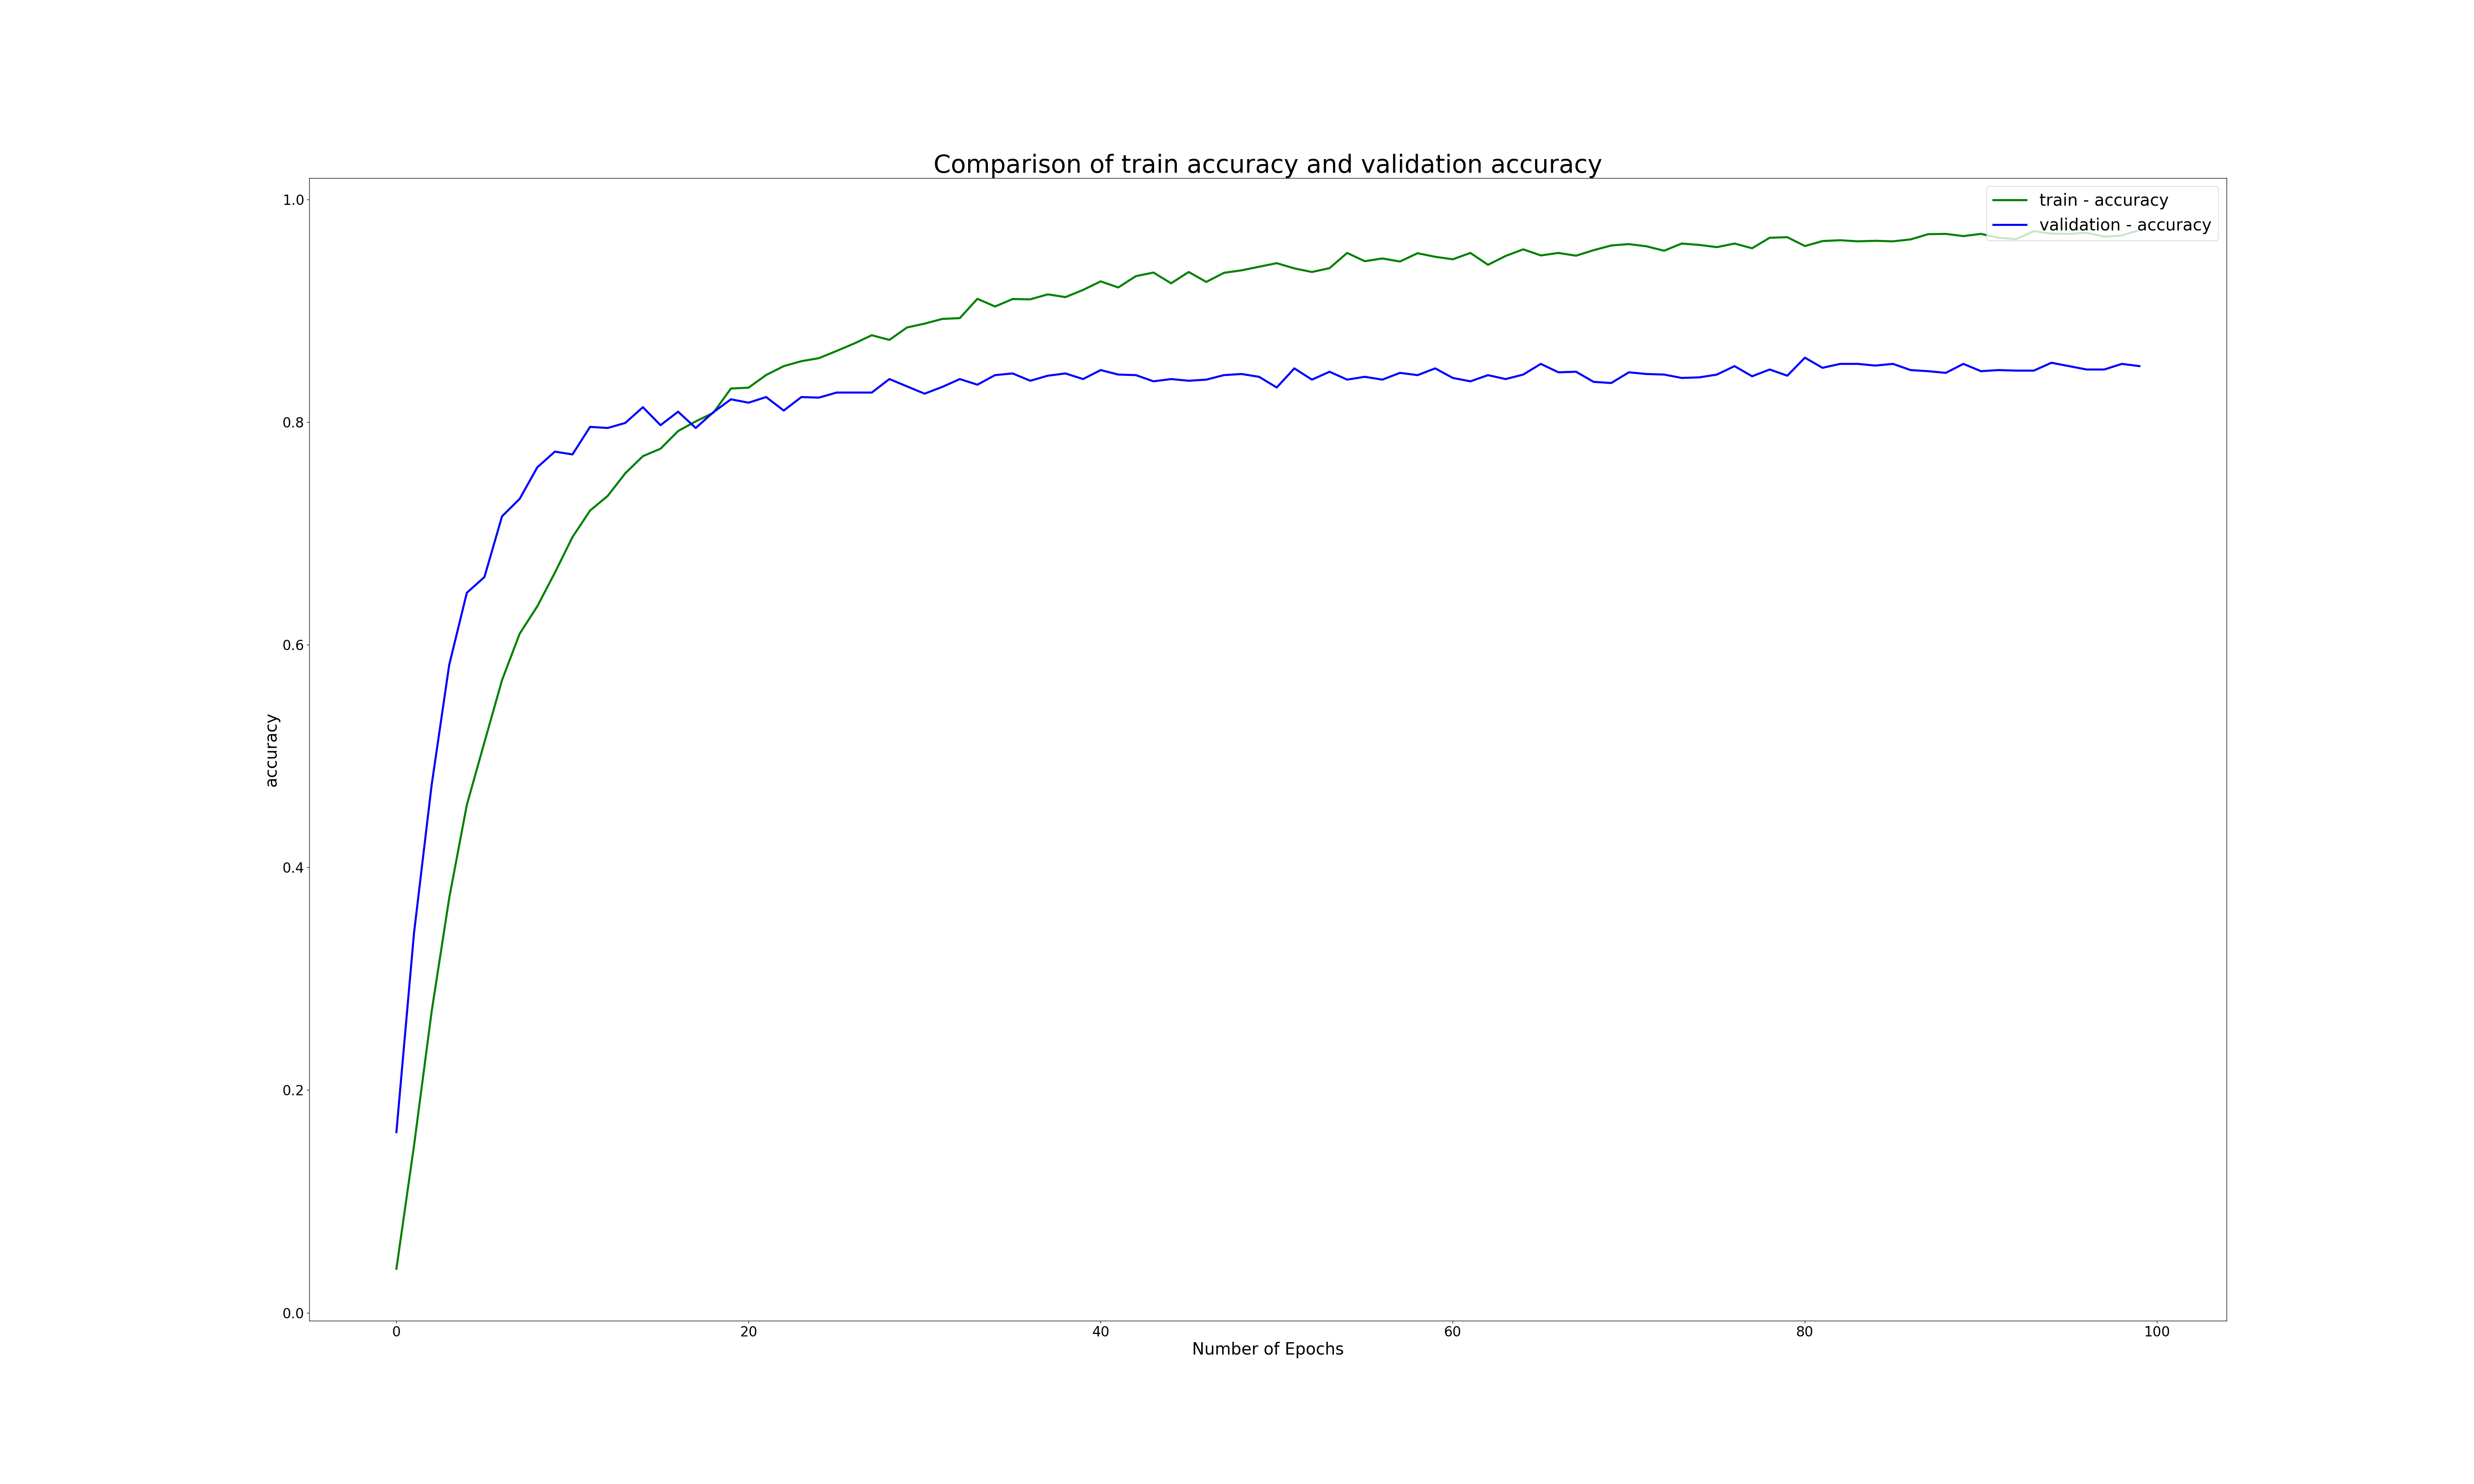 Comparison of train accuracy and validation accuracy
1.0
0.8
0.6
0.4
0.2
0.0
accuracy
train - accuracy
validation - accuracy
0 20 40 60 80 100
Number of Epochs